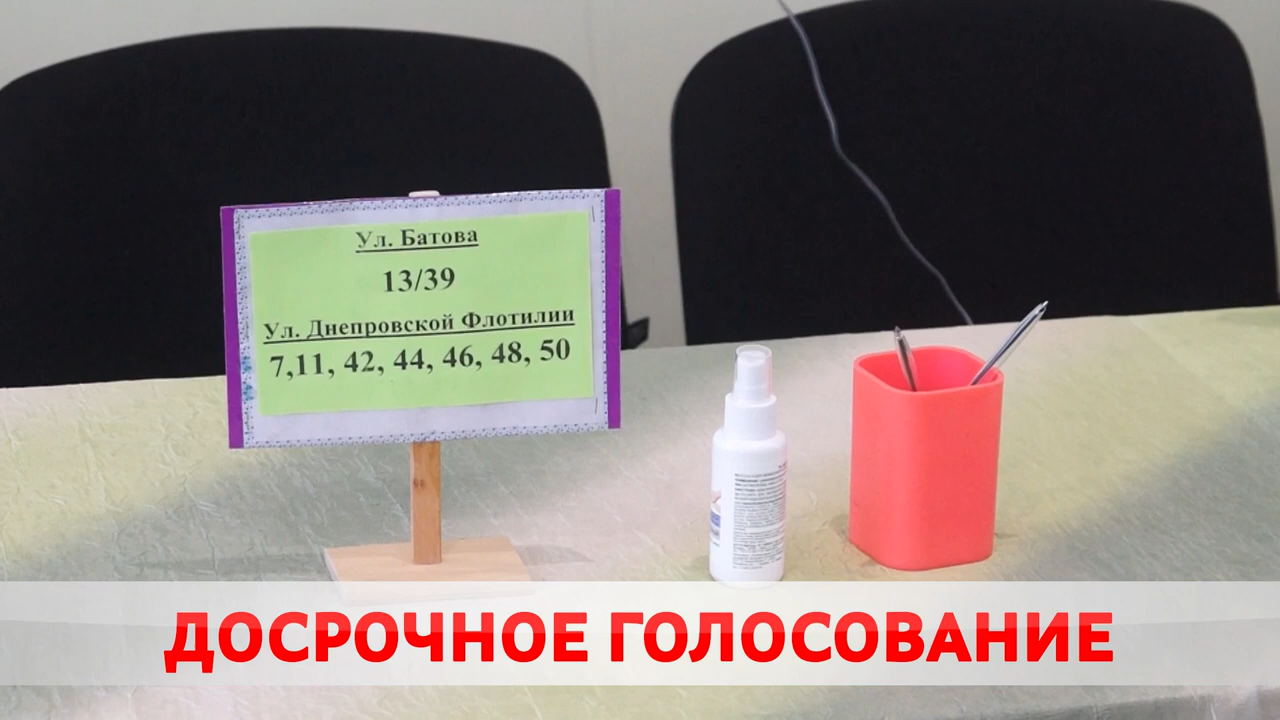 Ул. Батова
13/39
Ул. Днепровской Флотилии
7,11, 42, 44, 46, 48, 50
ДОСРОЧНОЕ ГОЛОСОВАНИЕ